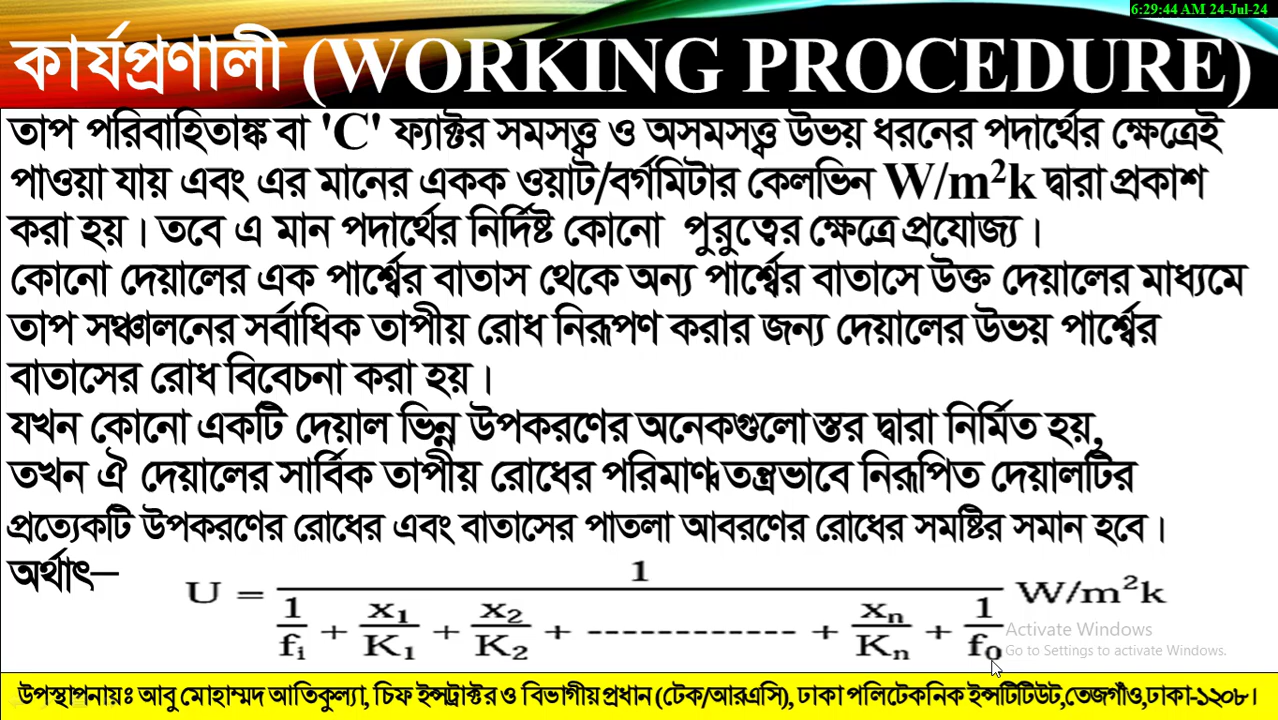 6:29:44 AM 24-Jul-24
কার্যপ্রণালী (WORKING PROCEDURE)
তাপ পরিবাহিতাঙ্ক বা 'C' ফ্যাক্টর সমসত্ত্ব ও অসমসত্ত্ব উভয় ধরনের পদার্থের ক্ষেত্রেই
পাওয়া যায় এবং এর মানের একক ওয়াট/বর্গমিটার কেলভিন W/m²k দ্বারা প্রকাশ
করা হয়। তবে এ মান পদার্থের নির্দিষ্ট কোনো পুরুত্বের ক্ষেত্রে প্রযোজ্য।
কোনো দেয়ালের এক পার্শ্বের বাতাস থেকে অন্য পার্শ্বের বাতাসে উক্ত দেয়ালের মাধ্যমে
তাপ সঞ্চালনের সর্বাধিক তাপীয় রোধ নিরূপণ করার জন্য দেয়ালের উভয় পার্শ্বের
বাতাসের রোধ বিবেচনা করা হয়।
যখন কোনো একটি দেয়াল ভিন্ন উপকরণের অনেকগুলো স্তর দ্বারা নির্মিত হয়,
তখন ঐ দেয়ালের সার্বিক তাপীয় রোধের পরিমাণ তন্ত্রভাবে নিরূপিত দেয়ালটির
প্রত্যেকটি উপকরণের রোধের এবং বাতাসের পাতলা আবরণের রোধের সমষ্টির সমান হবে।
অর্থাৎ—
U = 1 / (1/fᵢ + x₁/K₁ + x₂/K₂ + ------------- + xₙ/Kₙ + 1/f₀) W/m²k
Activate Windows
Go to Settings to activate Windows.
উপস্থাপনায়ঃ আবু মোহাম্মদ আতিকুল্যা, চিফ ইন্সট্রাক্টর ও বিভাগীয় প্রধান (টেক/আরএসি), ঢাকা পলিটেকনিক ইন্সটিটিউট,তেজগাঁও,ঢাকা-১২০৮।